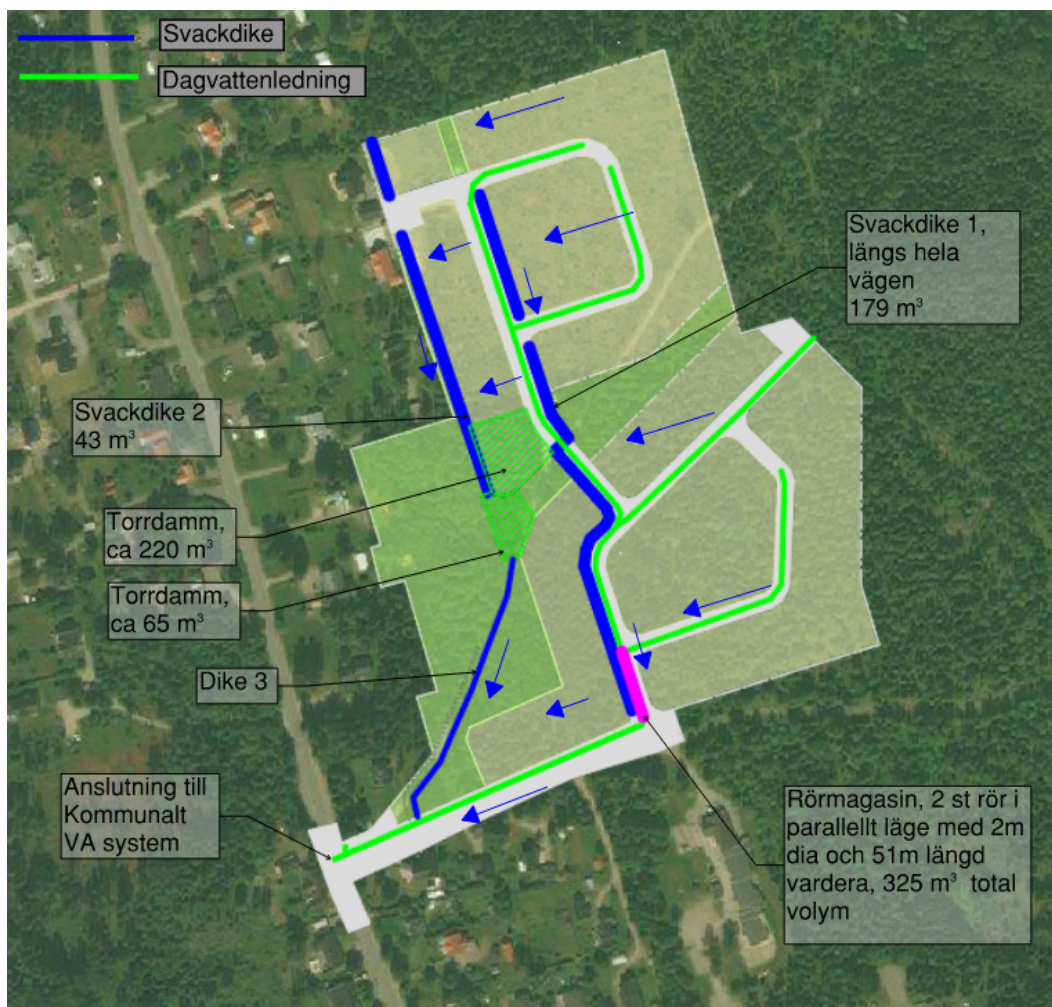 Svackdike
Dagvattenledning
Svackdike 1,
längs hela
vägen
179 m³
Svackdike 2
43 m³
Torrdamm,
ca 220 m³
Torrdamm,
ca 65 m³
Dike 3
Anslutning till
Kommunalt
VA system
Rörmagasin, 2 st rör i
parallellt läge med 2m
dia och 51m längd
vardera, 325 m³ total
volym